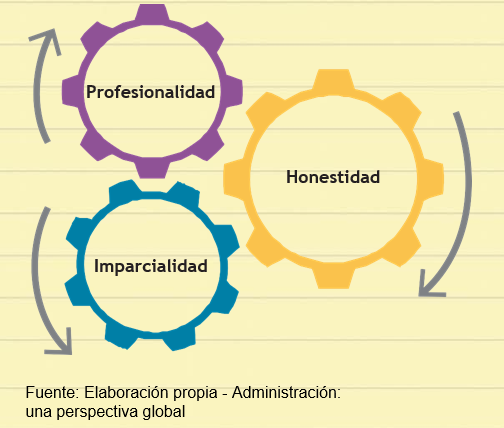 Profesionalidad
Honestidad
Imparcialidad
Fuente: Elaboración propia - Administración:
una perspectiva global